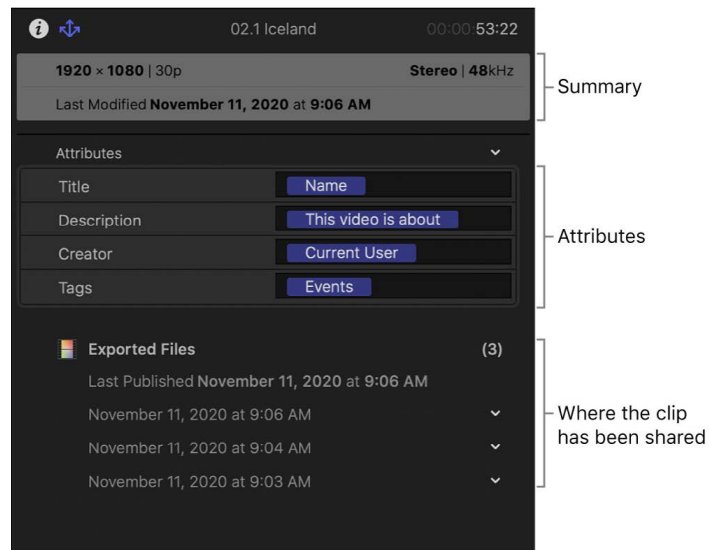 02.1 Iceland 00:00:53:22
1920 × 1080 | 30p Stereo | 48kHz
Last Modified November 11, 2020 at 9:06 AM
Summary
Attributes
Title Name
Description This video is about
Creator Current User
Tags Events
Attributes
Exported Files (3)
Last Published November 11, 2020 at 9:06 AM
November 11, 2020 at 9:06 AM
November 11, 2020 at 9:04 AM
November 11, 2020 at 9:03 AM
Where the clip
has been shared